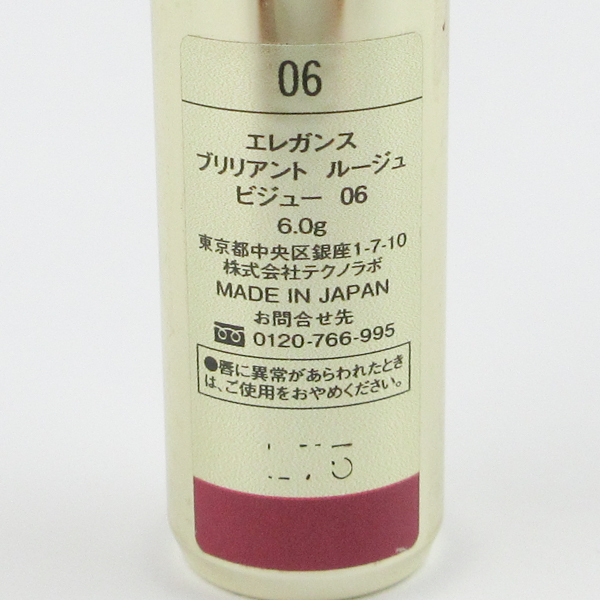 06
エレガンス
ブリリアント ルージュ
ビジュー 06
6.0g
東京都中央区銀座1-7-10
株式会社テクノラボ
MADE IN JAPAN
お問合せ先
0120-766-995
●唇に異常があらわれたとき
は、ご使用をおやめください。